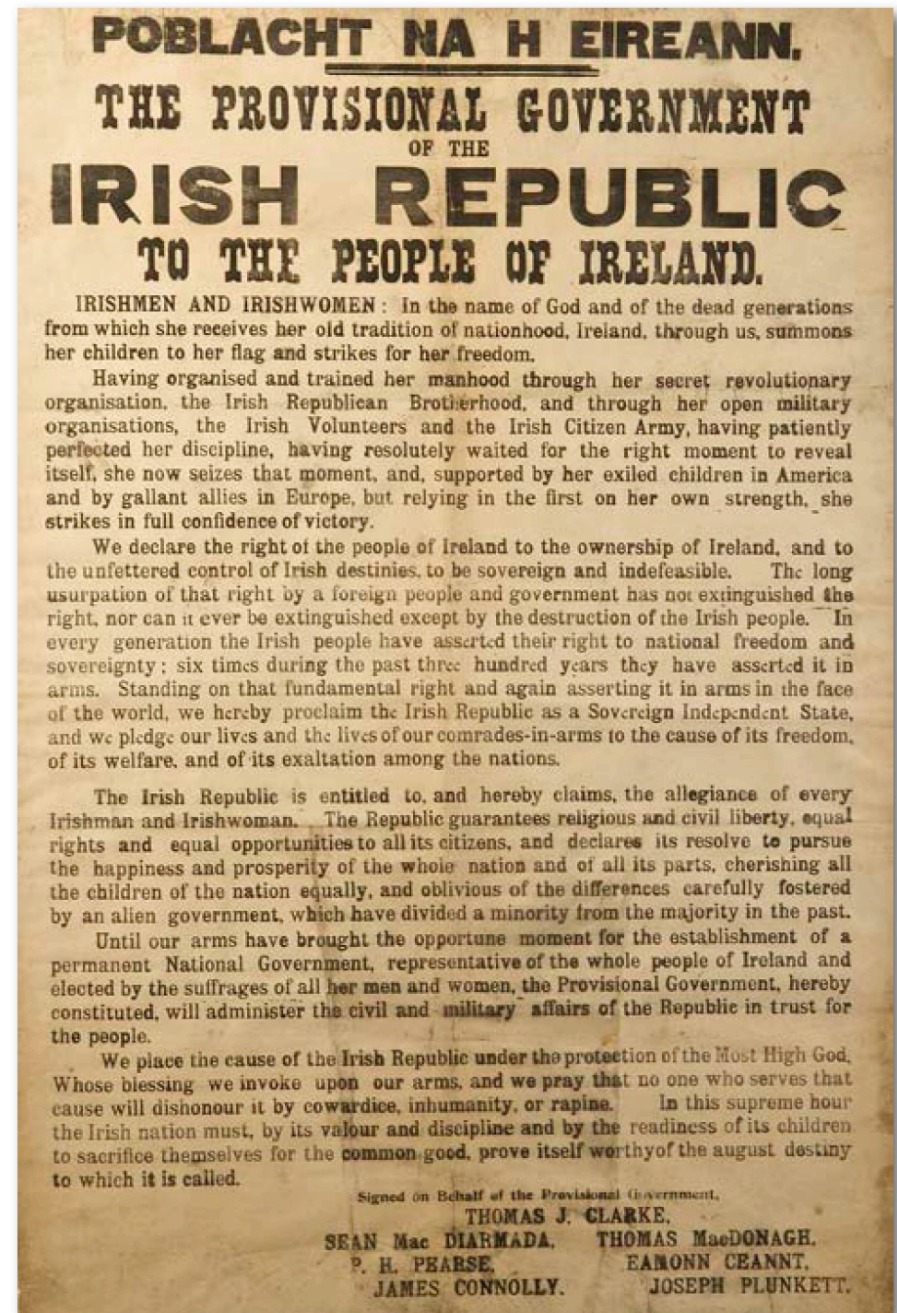 POBLACHT NA H EIREANN.
THE PROVISIONAL GOVERNMENT
OF THE
IRISH REPUBLIC
TO THE PEOPLE OF IRELAND.
IRISHMEN AND IRISHWOMEN : In the name of God and of the dead generations
from which she receives her old tradition of nationhood, Ireland, through us, summons
her children to her flag and strikes for her freedom.
Having organised and trained her manhood through her secret revolutionary
organisation, the Irish Republican Brotherhood, and through her open military
organisations, the Irish Volunteers and the Irish Citizen Army, having patiently
perfected her discipline, having resolutely waited for the right moment to reveal
itself, she now seizes that moment, and, supported by her exiled children in America
and by gallant allies in Europe, but relying in the first on her own strength, she
strikes in full confidence of victory.
We declare the right of the people of Ireland to the ownership of Ireland, and to
the unfettered control of Irish destinies, to be sovereign and indefeasible. The long
usurpation of that right by a foreign people and government has not extinguished the
right, nor can it ever be extinguished except by the destruction of the Irish people. In
every generation the Irish people have asserted their right to national freedom and
sovereignty ; six times during the past three hundred years they have asserted it in
arms. Standing on that fundamental right and again asserting it in arms in the face
of the world, we hereby proclaim the Irish Republic as a Sovereign Independent State,
and we pledge our lives and the lives of our comrades-in-arms to the cause of its freedom,
of its welfare, and of its exaltation among the nations.
The Irish Republic is entitled to, and hereby claims, the allegiance of every
Irishman and Irishwoman. The Republic guarantees religious and civil liberty, equal
rights and equal opportunities to all its citizens, and declares its resolve to pursue
the happiness and prosperity of the whole nation and of all its parts, cherishing all
the children of the nation equally, and oblivious of the differences carefully fostered
by an alien government, which have divided a minority from the majority in the past.
Until our arms have brought the opportune moment for the establishment of a
permanent National Government, representative of the whole people of Ireland and
elected by the suffrages of all her men and women, the Provisional Government, hereby
constituted, will administer the civil and military affairs of the Republic in trust for
the people.
We place the cause of the Irish Republic under the protection of the Most High God,
Whose blessing we invoke upon our arms, and we pray that no one who serves that
cause will dishonour it by cowardice, inhumanity, or rapine. In this supreme hour
the Irish nation must, by its valour and discipline and by the readiness of its children
to sacrifice themselves for the common good, prove itself worthy of the august destiny
to which it is called.
Signed on Behalf of the Provisional Government,
THOMAS J. CLARKE,
SEAN Mac DIARMADA, THOMAS MacDONAGH,
P. H. PEARSE, EAMONN CEANNT,
JAMES CONNOLLY. JOSEPH PLUNKETT.